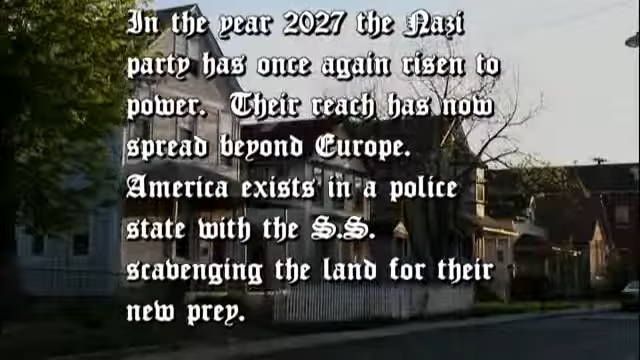 In the year 2027 the Nazi
party has once again risen to
power. Their reach has now
spread beyond Europe.
America exists in a police
state with the S.S.
scavenging the land for their
new prey.